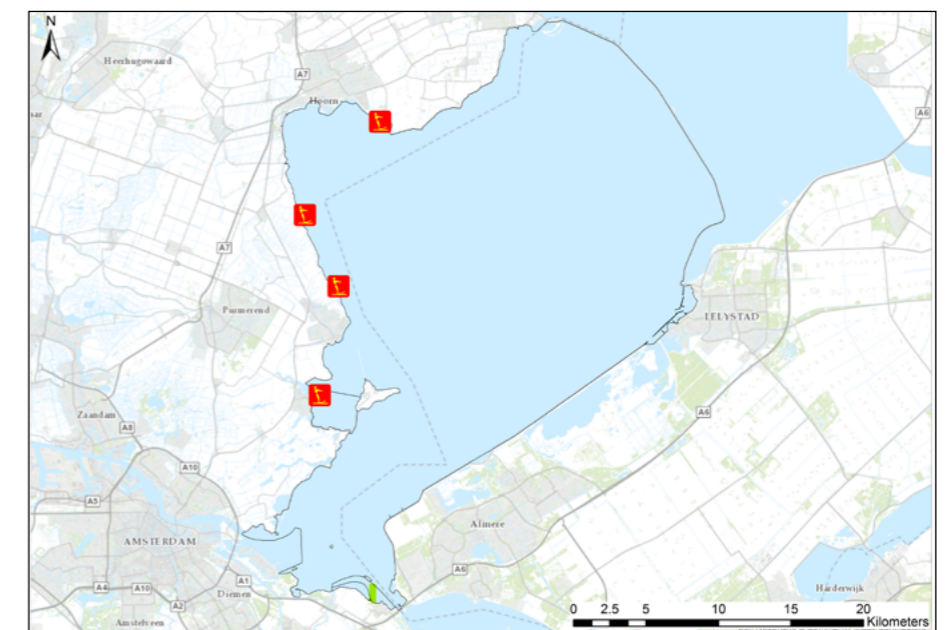 N
Heerhugowaard
A7
Hoorn
A6
A7
Purmerend
LELYSTAD
Zaandam
A8
A6
A10
A5
AMSTERDAM
Almere
A6
A1
A4
A10
Diemen
A2
Harderwijk
Amstelveen
0 2.5 5 10 15 20
Kilometers